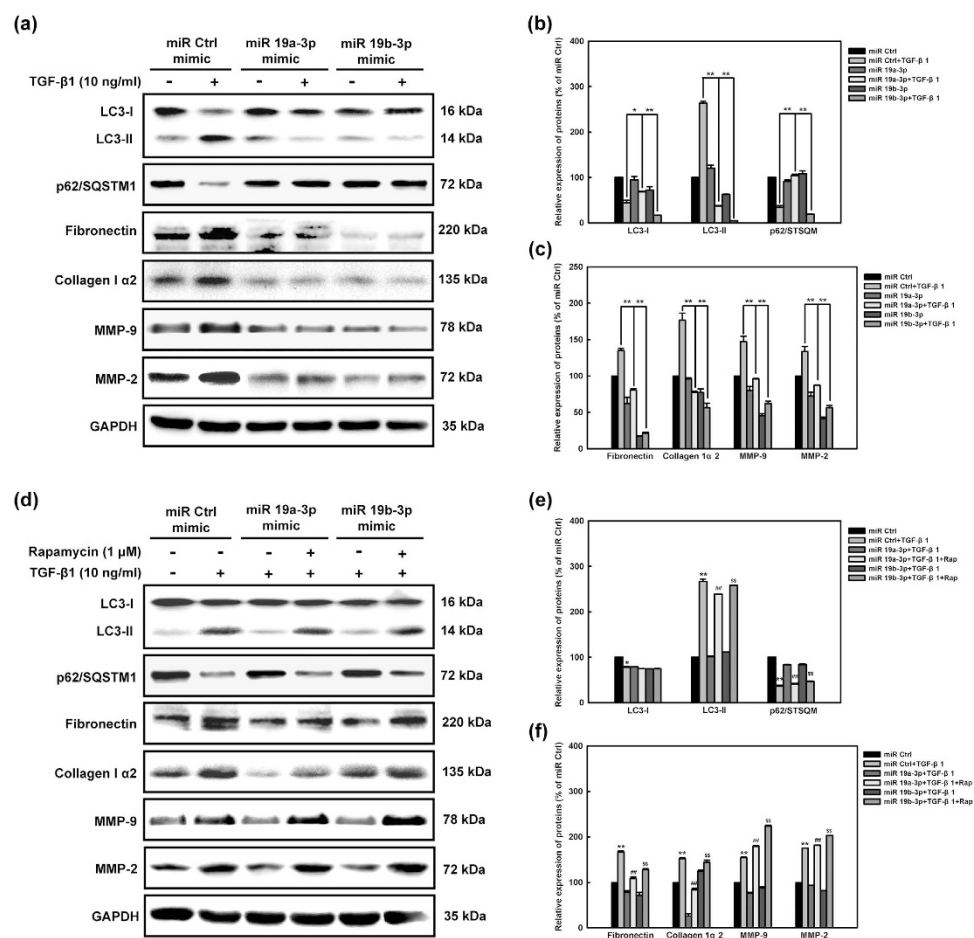 (a)
miR Ctrl mimic
miR 19a-3p mimic
miR 19b-3p mimic
TGF-β1 (10 ng/ml) - + - + - +
LC3-I 16 kDa
LC3-II 14 kDa
p62/SQSTM1 72 kDa
Fibronectin 220 kDa
Collagen I α2 135 kDa
MMP-9 78 kDa
MMP-2 72 kDa
GAPDH 35 kDa
(b)
Relative expression of proteins (% of miR Ctrl)
400
300
200
100
0
* ** ** ** ** $$
LC3-I LC3-II p62/STSQM
miR Ctrl
miR Ctrl+TGF-β 1
miR 19a-3p
miR 19a-3p+TGF-β 1
miR 19b-3p
miR 19b-3p+TGF-β 1
(c)
Relative expression of proteins (% of miR Ctrl)
250
200
150
100
50
0
** ** ** ** ** ** ** **
Fibronectin Collagen 1α 2 MMP-9 MMP-2
miR Ctrl
miR Ctrl+TGF-β 1
miR 19a-3p
miR 19a-3p+TGF-β 1
miR 19b-3p
miR 19b-3p+TGF-β 1
(d)
miR Ctrl mimic
miR 19a-3p mimic
miR 19b-3p mimic
Rapamycin (1 μM) - - - + - +
TGF-β1 (10 ng/ml) - + + + + +
LC3-I 16 kDa
LC3-II 14 kDa
p62/SQSTM1 72 kDa
Fibronectin 220 kDa
Collagen I α2 135 kDa
MMP-9 78 kDa
MMP-2 72 kDa
GAPDH 35 kDa
(e)
Relative expression of proteins (% of miR Ctrl)
400
300
200
100
0
* ** ## $$ ** ## $$
LC3-I LC3-II p62/STSQM
miR Ctrl
miR Ctrl+TGF-β 1
miR 19a-3p+TGF-β 1
miR 19a-3p+TGF-β 1+Rap
miR 19b-3p+TGF-β 1
miR 19b-3p+TGF-β 1+Rap
(f)
Relative expression of proteins (% of miR Ctrl)
400
300
200
100
0
** ## $$ ** ## $$ ** ## $$ ** ## $$
Fibronectin Collagen 1α 2 MMP-9 MMP-2
miR Ctrl
miR Ctrl+TGF-β 1
miR 19a-3p+TGF-β 1
miR 19a-3p+TGF-β 1+Rap
miR 19b-3p+TGF-β 1
miR 19b-3p+TGF-β 1+Rap